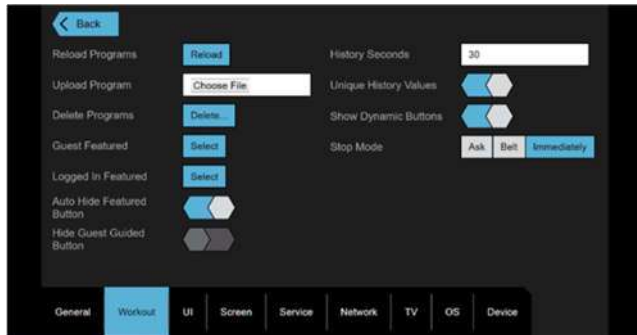 Back
Reload Programs
Reload
Upload Program
Choose File
Delete Programs
Delete...
Guest Featured
Select
Logged In Featured
Select
Auto Hide Featured
Button
Hide Guest Guided
Button
History Seconds
30
Unique History Values
Show Dynamic Buttons
Stop Mode
Ask Belt Immediately
General Workout UI Screen Service Network TV OS Device